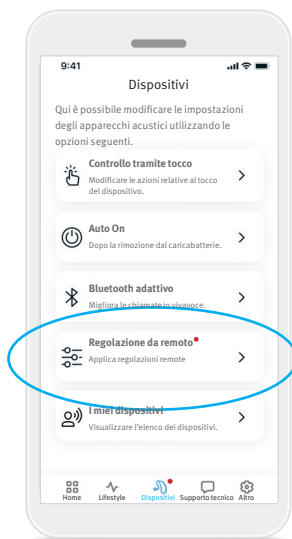 9:41
Dispositivi
Qui è possibile modificare le impostazioni
degli apparecchi acustici utilizzando le
opzioni seguenti.
Controllo tramite tocco
Modificare le azioni relative al tocco
del dispositivo.
Auto On
Dopo la rimozione dal caricabatterie.
Bluetooth adattivo
Migliora le chiamate in vivavoce.
Regolazione da remoto
Applica regolazioni remote
I miei dispositivi
Visualizzare l'elenco dei dispositivi.
Home Lifestyle Dispositivi Supporto tecnico Altro